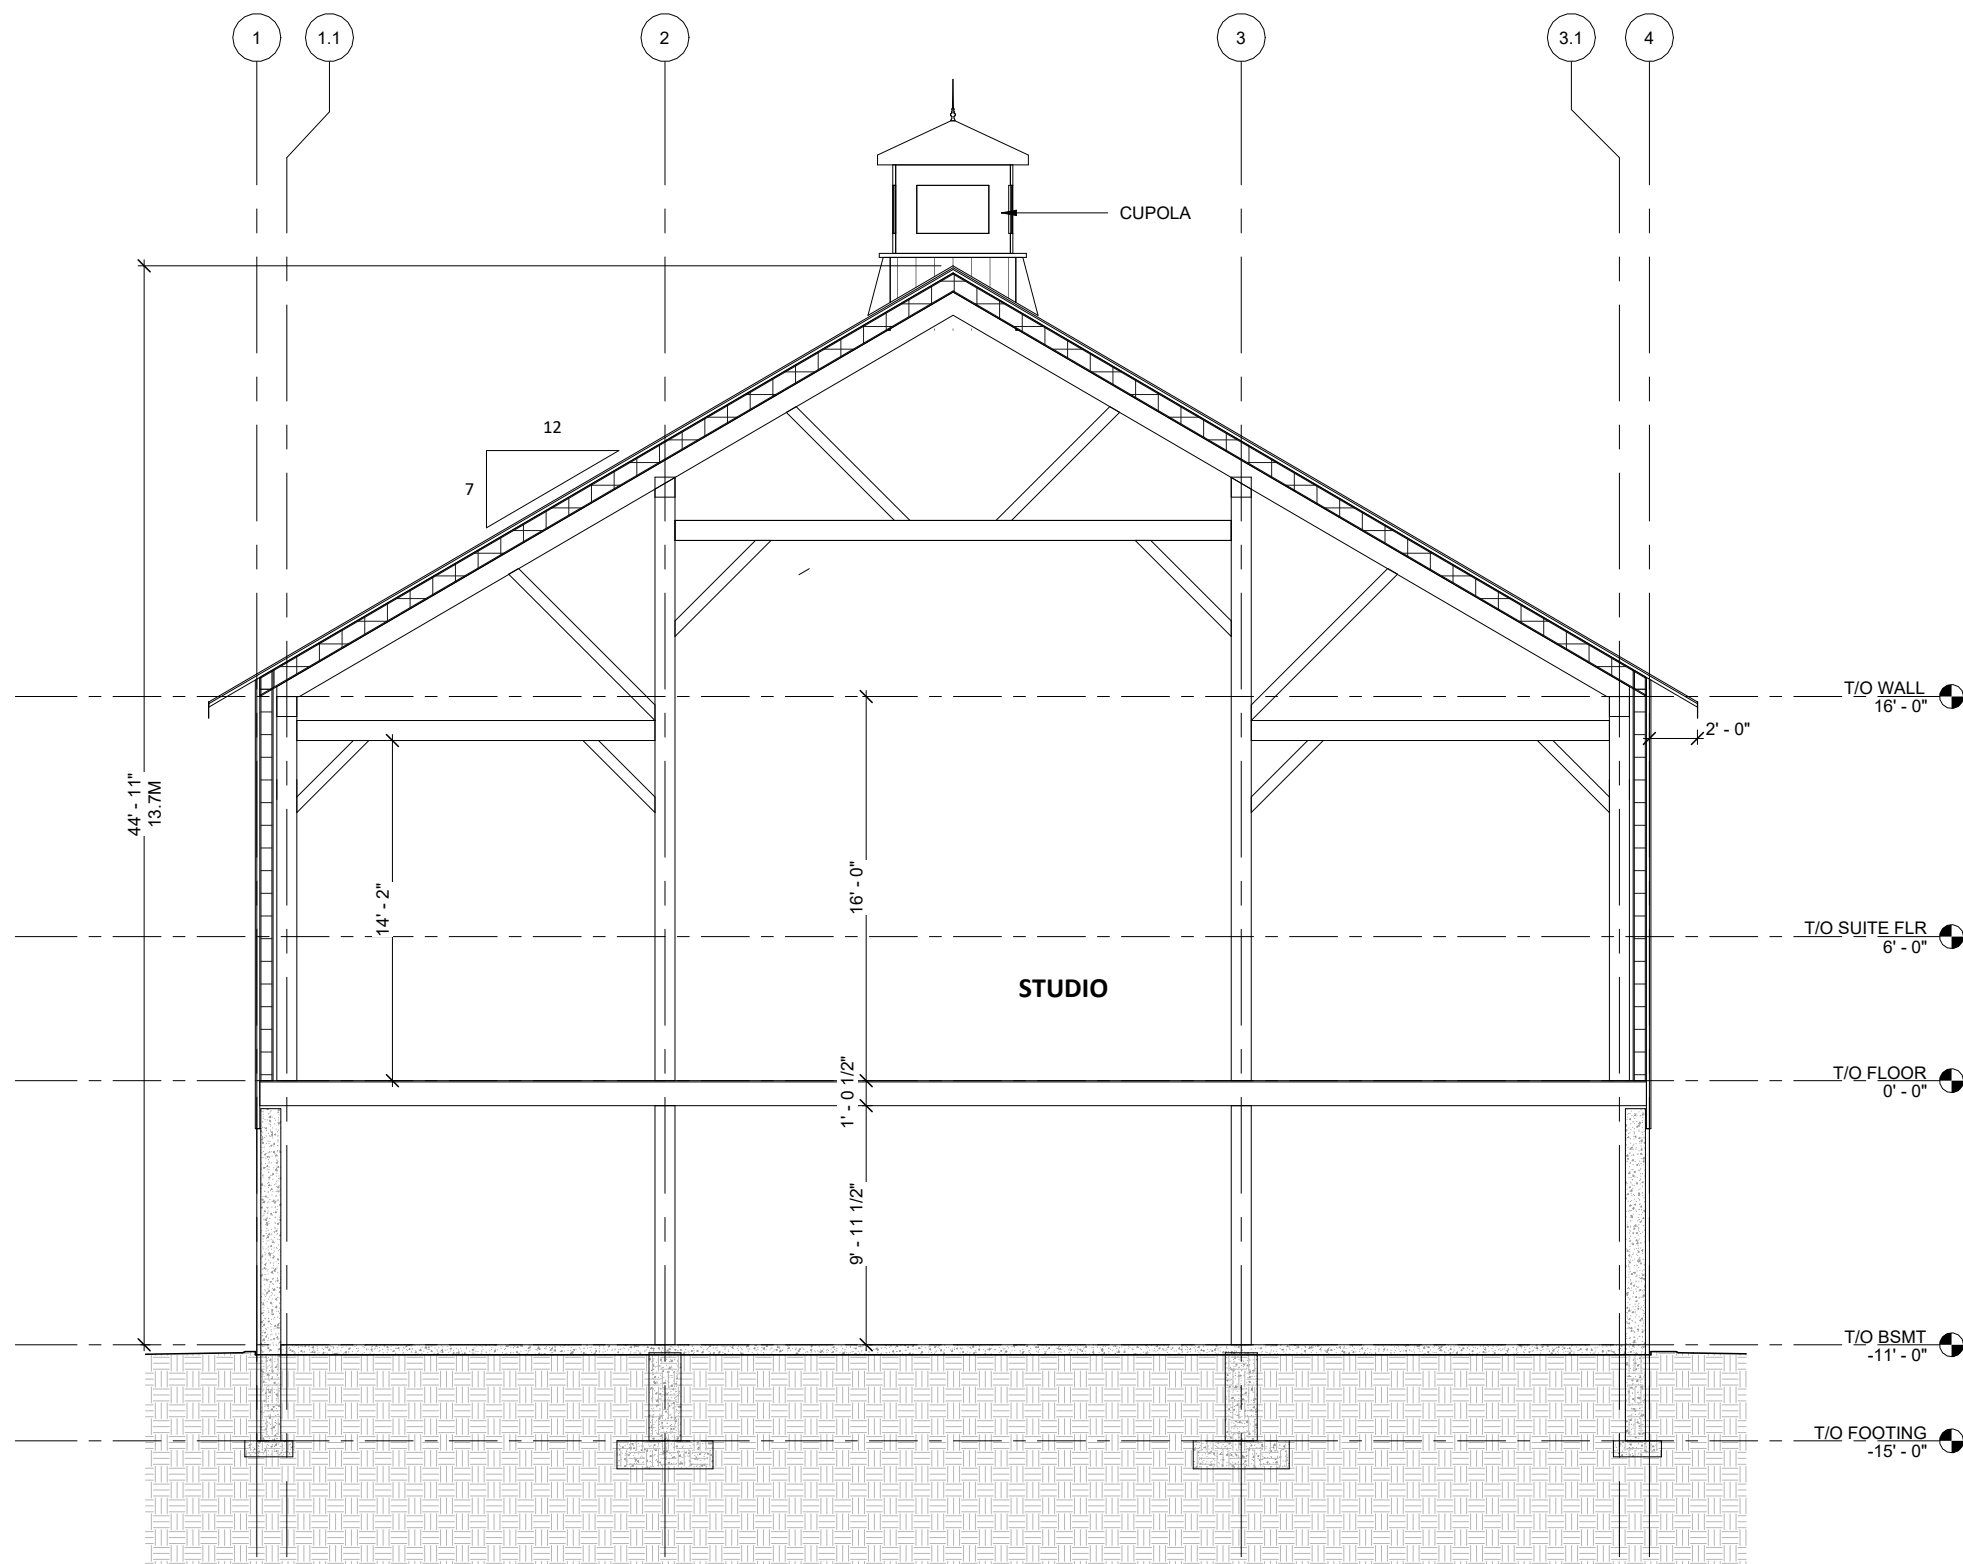 1
1.1
2
3
3.1
4
CUPOLA
12
7
T/O WALL
16' - 0"
2' - 0"
44' - 11"
13.7M
14' - 2"
16' - 0"
T/O SUITE FLR
6' - 0"
STUDIO
1' - 0 1/2"
T/O FLOOR
0' - 0"
9' - 11 1/2"
T/O BSMT
-11' - 0"
T/O FOOTING
-15' - 0"